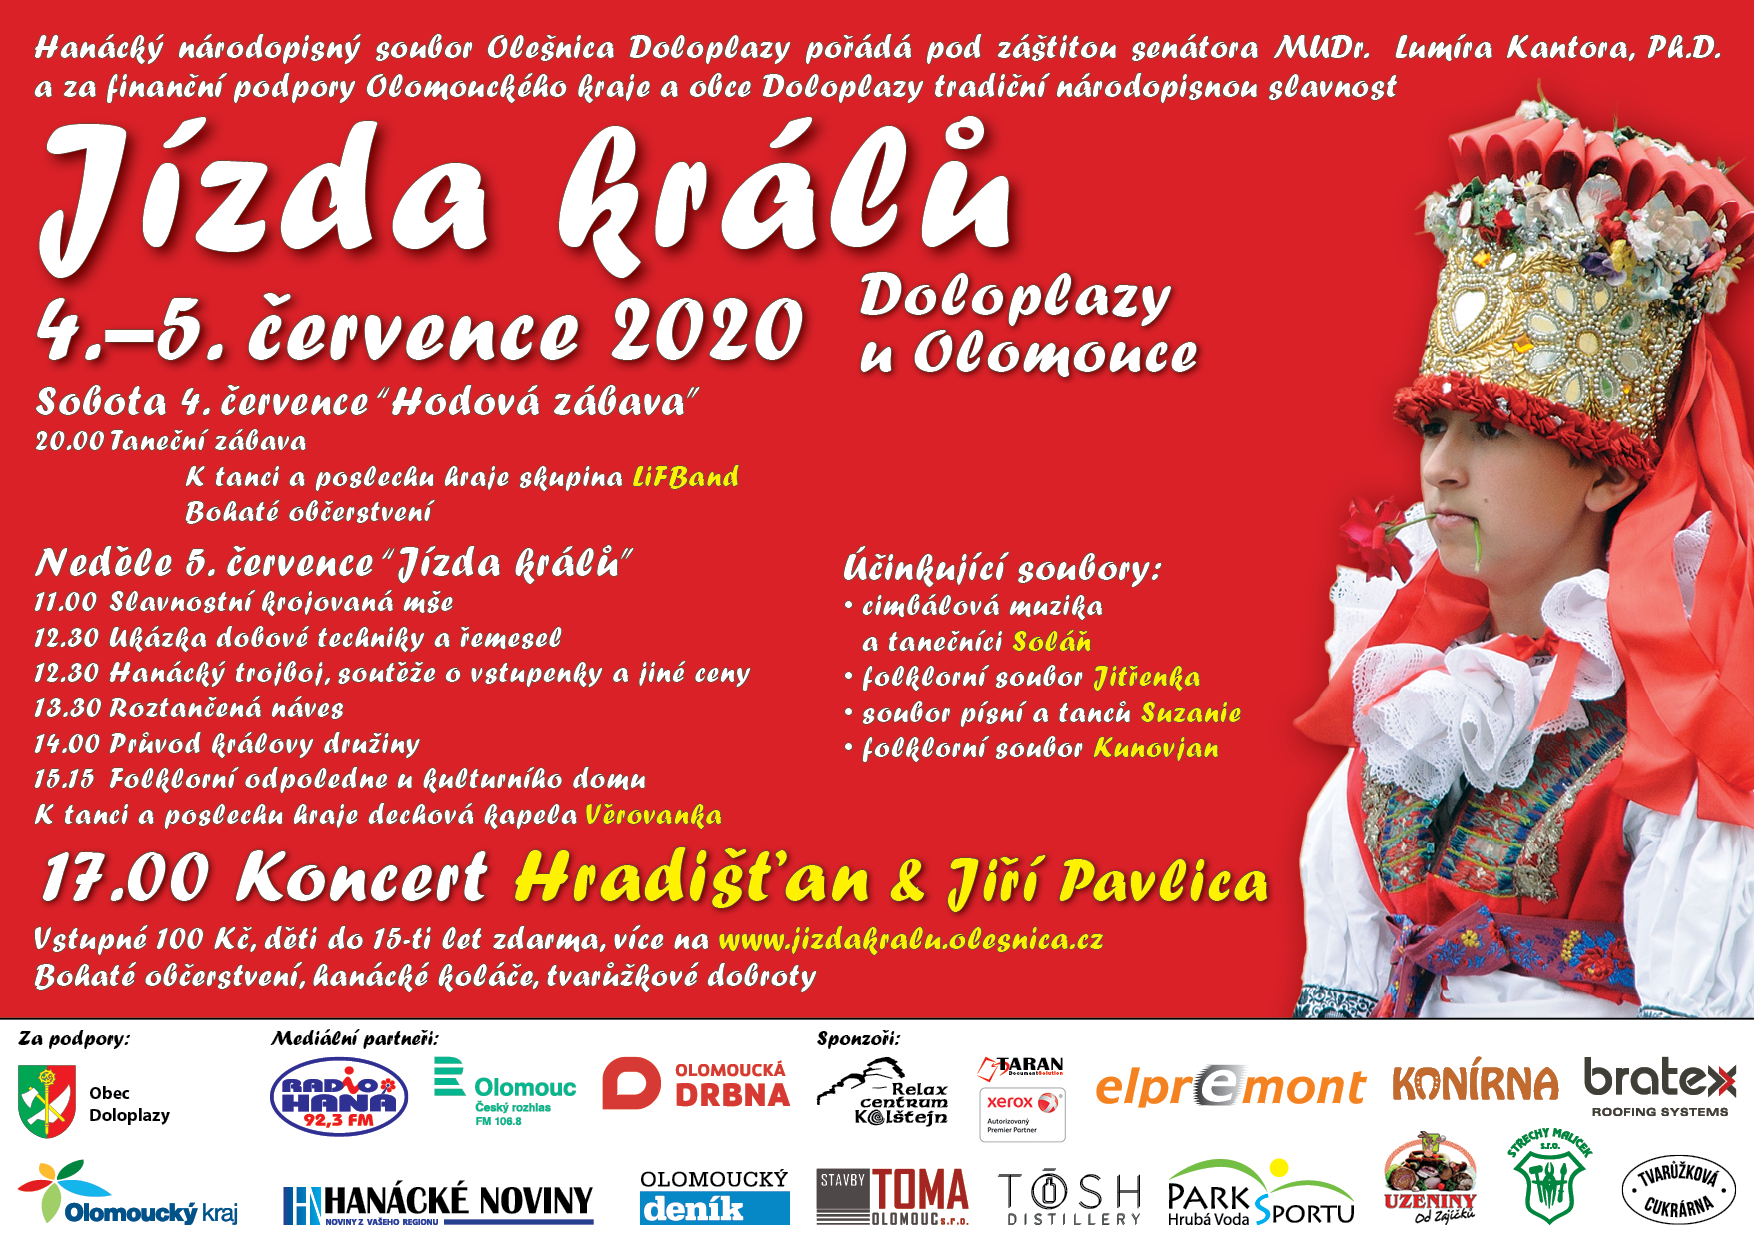 Hanácký národopisný soubor Olešnica Doloplazy pořádá pod záštitou senátora MUDr. Lumíra Kantora, Ph.D.
a za finanční podpory Olomouckého kraje a obce Doloplazy tradiční národopisnou slavnost
Jízda králů
4.–5. července 2020
Doloplazy
u Olomouce
Sobota 4. července “Hodová zábava”
20.00 Taneční zábava
K tanci a poslechu hraje skupina LiFBand
Bohaté občerstvení
Neděle 5. července “Jízda králů”
11.00 Slavnostní krojovaná mše
12.30 Ukázka dobové techniky a řemesel
12.30 Hanácký trojboj, soutěže o vstupenky a jiné ceny
13.30 Roztančená náves
14.00 Průvod královy družiny
15.15 Folklorní odpoledne u kulturního domu
K tanci a poslechu hraje dechová kapela Věrovanka
Účinkující soubory:
• cimbálová muzika
a tanečníci Soláň
• folklorní soubor Jitřenka
• soubor písní a tanců Suzanie
• folklorní soubor Kunovjan
17.00 Koncert Hradišťan & Jiří Pavlica
Vstupné 100 Kč, děti do 15-ti let zdarma, více na www.jizdakralu.olesnica.cz
Bohaté občerstvení, hanácké koláče, tvarůžkové dobroty
Za podpory:
Obec
Doloplazy
Olomoucký kraj
Mediální partneři:
RADIO
HANÁ
92,3 FM
Olomouc
Český rozhlas
FM 106.8
OLOMOUCKÁ
DRBNA
HN HANÁCKÉ NOVINY
NOVINY Z VAŠEHO REGIONU
OLOMOUCKÝ
deník
Sponzoři:
Relax
centrum
Kolštejn
TARAN
DocumentSolution
xerox
Autorizovaný
Premier Partner
elpremont
KONÍRNA
bratex
ROOFING SYSTEMS
STAVBY
TOMA
OLOMOUC s.r.o.
TŌSH
DISTILLERY
PARK SPORTU
Hrubá Voda
UZENINY
Od Zajíčků
STRECHY MALICEK
s.r.o.
TVARŮŽKOVÁ
CUKRÁRNA